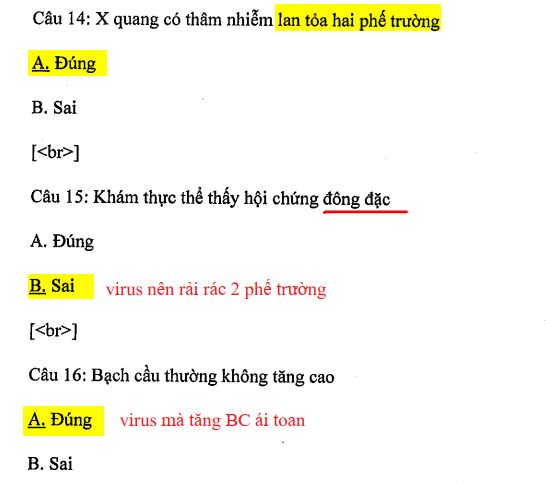 Câu 14: X quang có thâm nhiễm lan tỏa hai phế trường
A. Đúng
B. Sai
[<br>]
Câu 15: Khám thực thể thấy hội chứng đông đặc
A. Đúng
B. Sai virus nên rải rác 2 phế trường
[<br>]
Câu 16: Bạch cầu thường không tăng cao
A. Đúng virus mà tăng BC ái toan
B. Sai